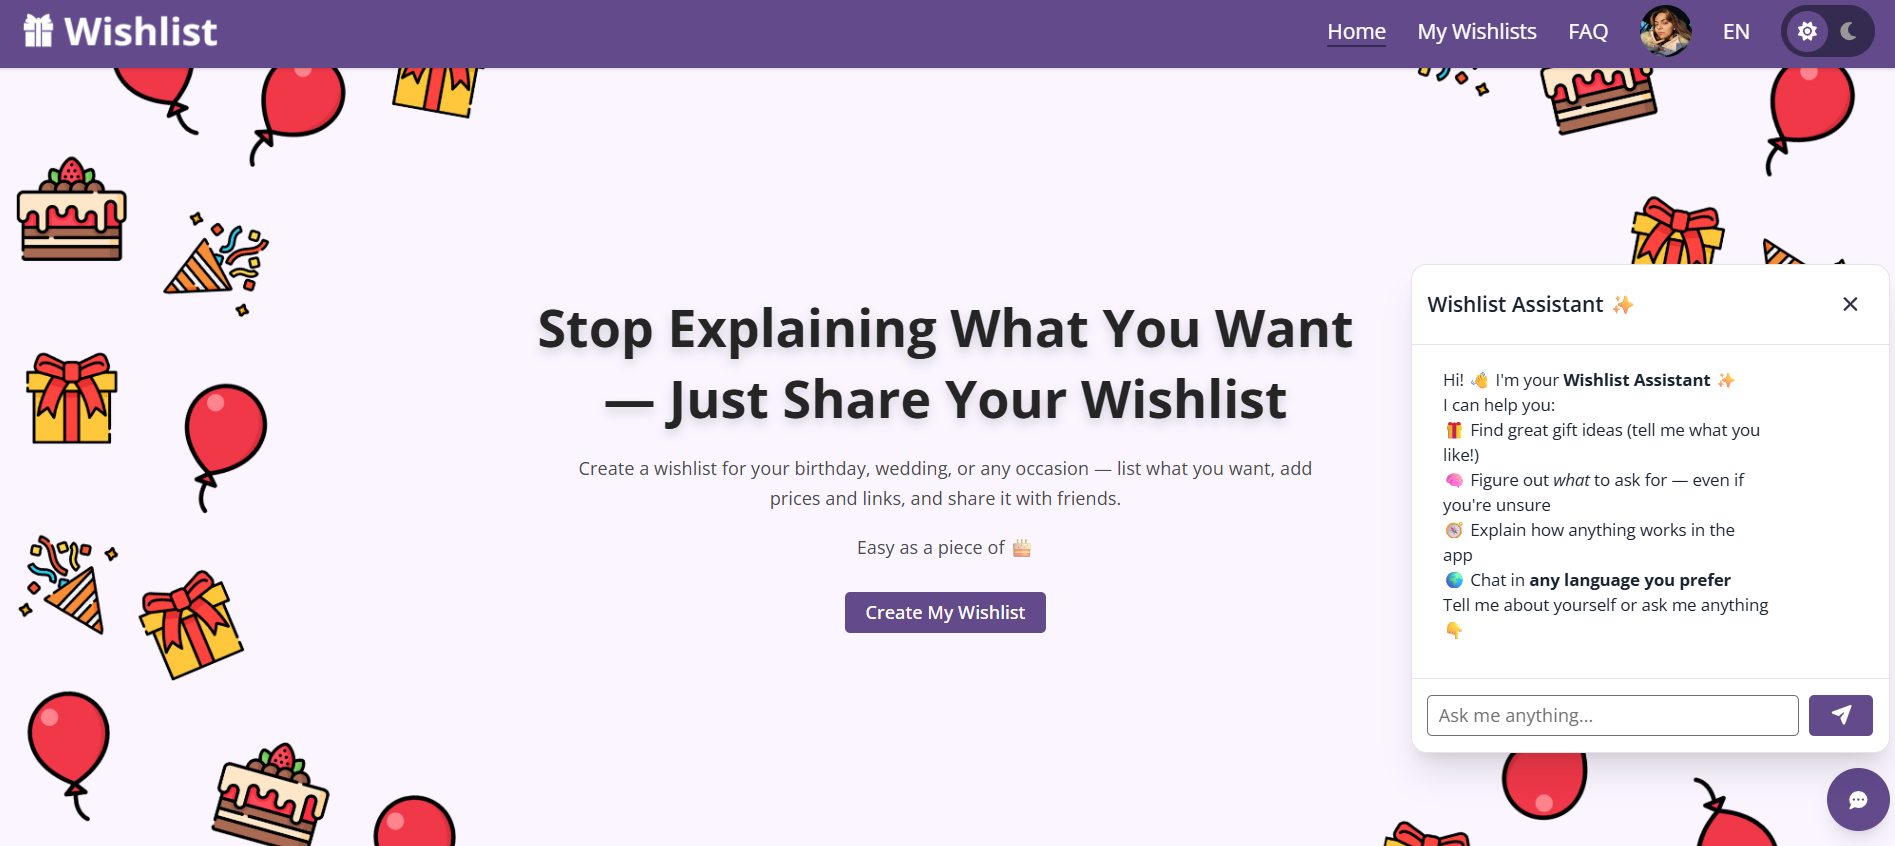 Wishlist
Home
My Wishlists
FAQ
EN
Stop Explaining What You Want
— Just Share Your Wishlist
Create a wishlist for your birthday, wedding, or any occasion — list what you want, add
prices and links, and share it with friends.
Easy as a piece of 🎂
Create My Wishlist
Wishlist Assistant ✨
Hi! 👋 I'm your Wishlist Assistant ✨
I can help you:
🎁 Find great gift ideas (tell me what you
like!)
🧠 Figure out what to ask for — even if
you're unsure
🧭 Explain how anything works in the
app
🌍 Chat in any language you prefer
Tell me about yourself or ask me anything
👇
Ask me anything...